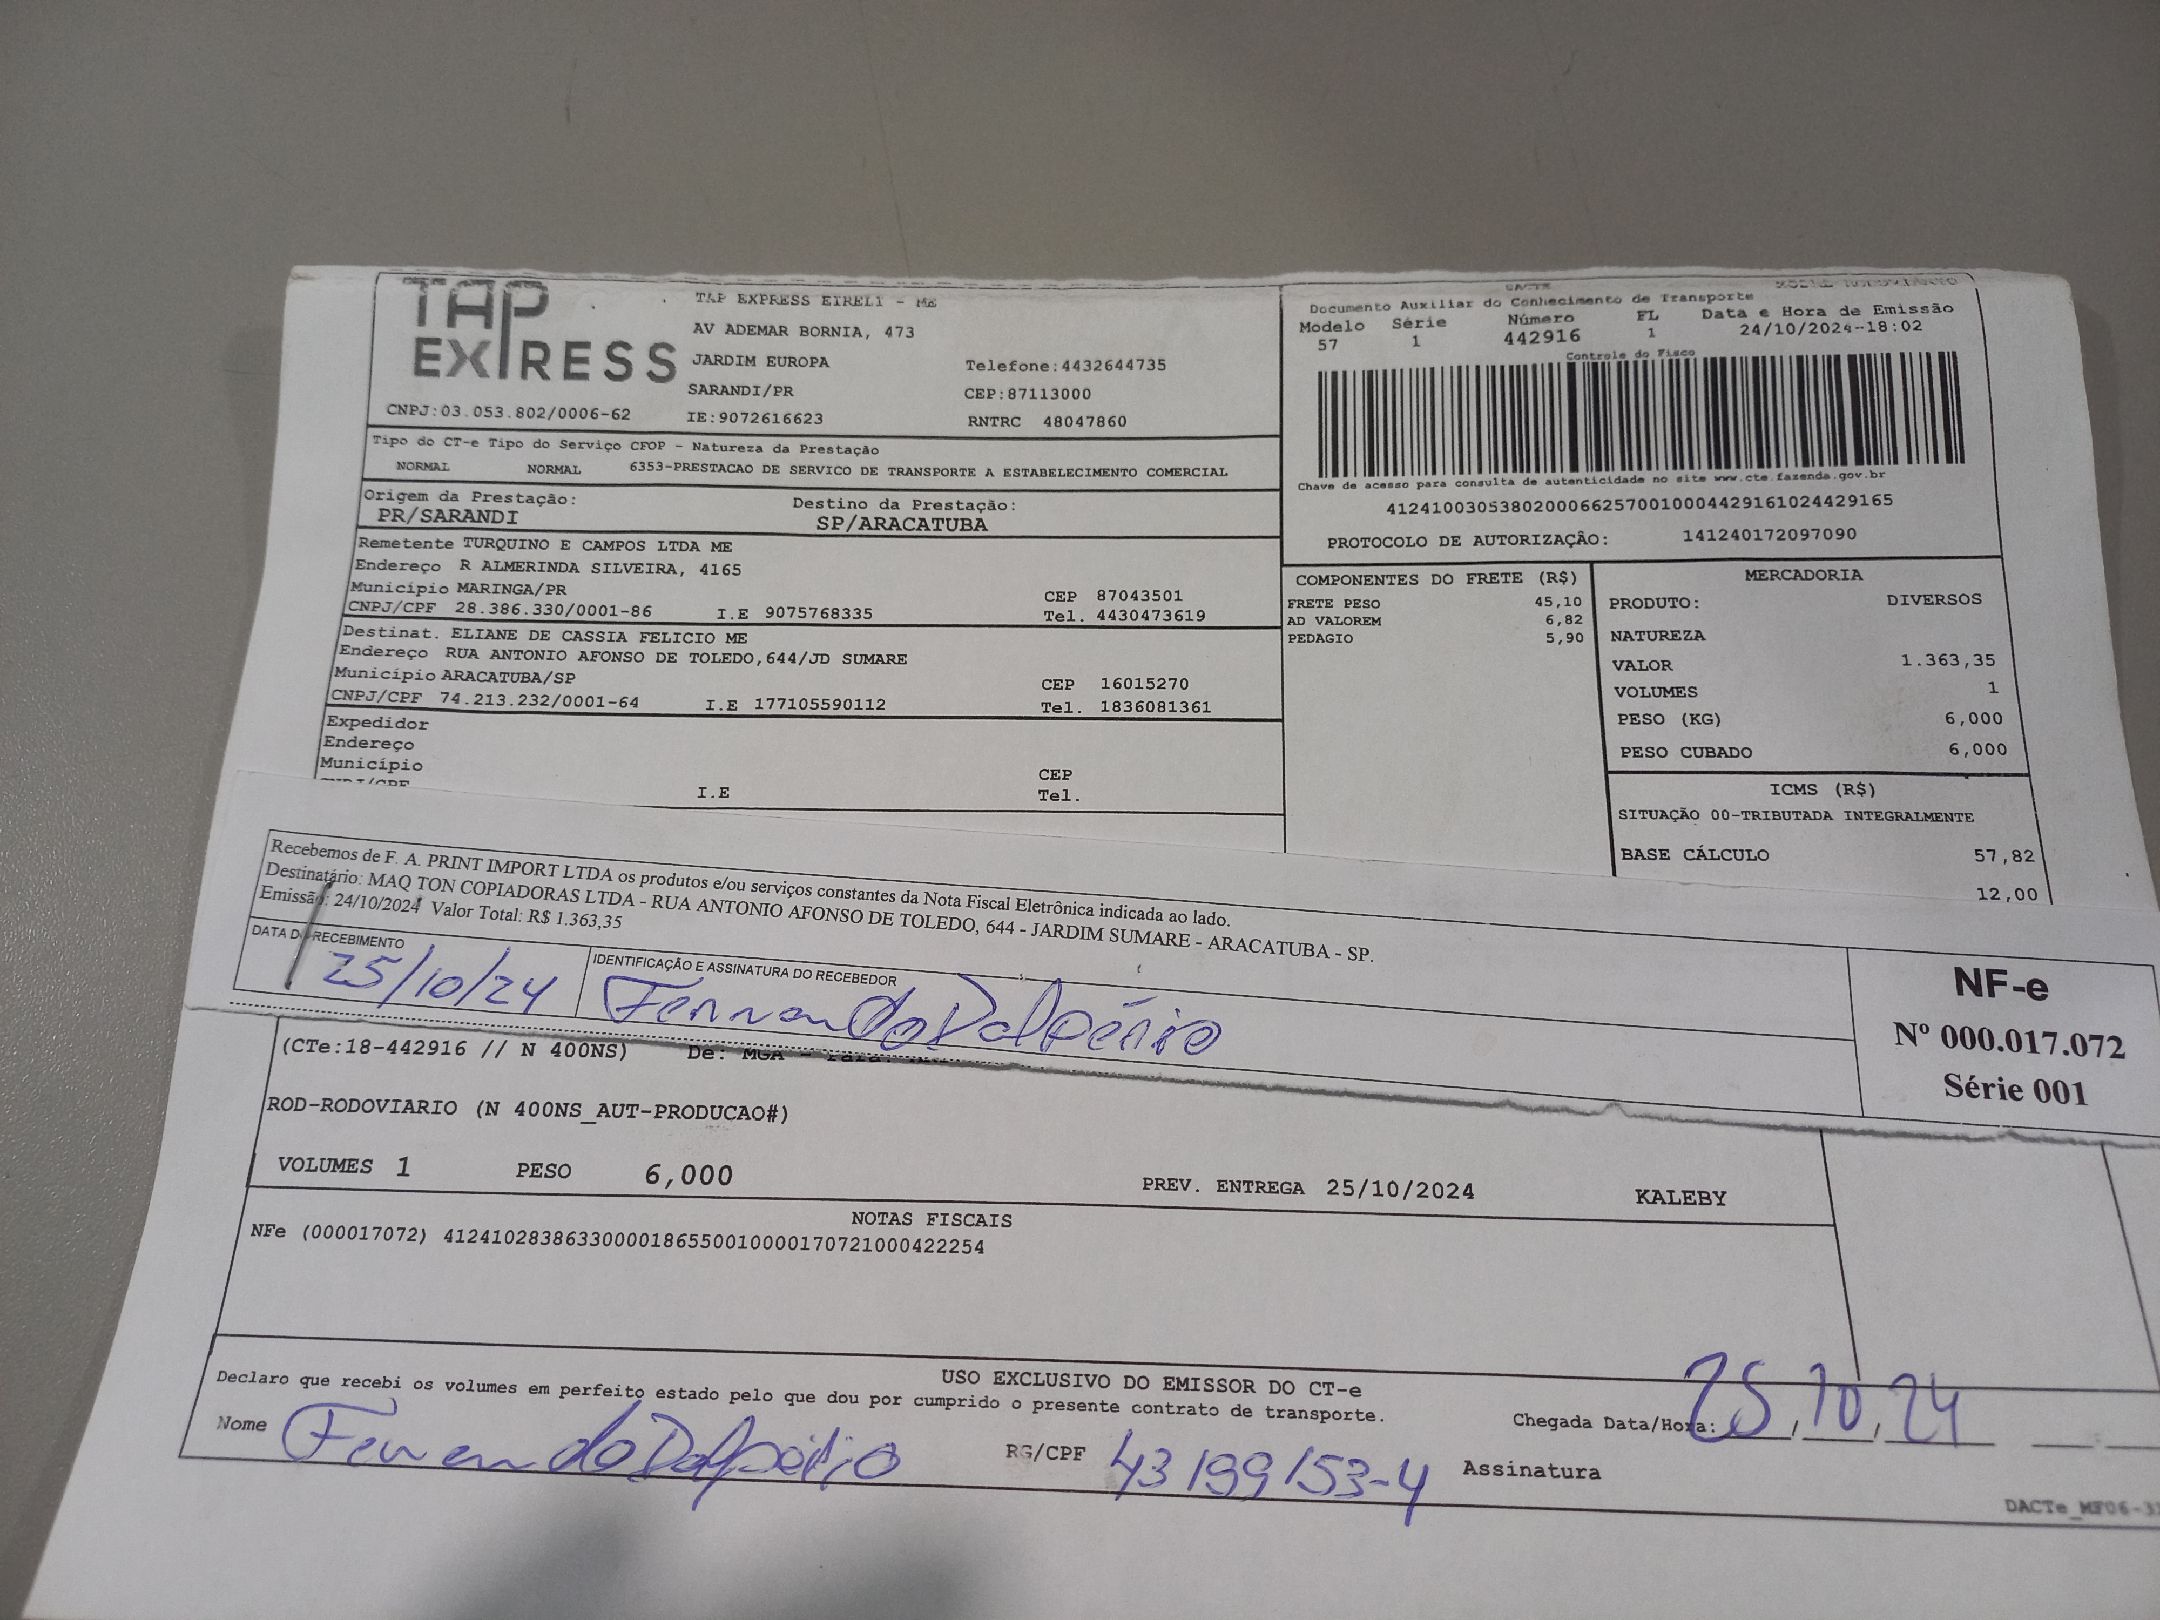 TAP EXPRESS
TAP EXPRESS EIRELI - ME
AV ADEMAR BORNIA, 473
JARDIM EUROPA Telefone:4432644735
SARANDI/PR CEP:87113000
CNPJ:03.053.802/0006-62 IE:9072616623 RNTRC 48047860
DACTE
Documento Auxiliar do Conhecimento de Transporte
Modelo Série Número FL Data e Hora de Emissão
57 1 442916 1 24/10/2024-18:02
Controle do Fisco
Chave de acesso para consulta de autenticidade no site www.cte.fazenda.gov.br
41241003053802000662570010004429161024429165
PROTOCOLO DE AUTORIZAÇÃO: 141240172097090
Tipo do CT-e Tipo do Serviço CFOP - Natureza da Prestação
NORMAL NORMAL 6353-PRESTACAO DE SERVICO DE TRANSPORTE A ESTABELECIMENTO COMERCIAL
Origem da Prestação: Destino da Prestação:
PR/SARANDI SP/ARACATUBA
Remetente TURQUINO E CAMPOS LTDA ME
Endereço R ALMERINDA SILVEIRA, 4165
Município MARINGA/PR CEP 87043501
CNPJ/CPF 28.386.330/0001-86 I.E 9075768335 Tel. 4430473619
Destinat. ELIANE DE CASSIA FELICIO ME
Endereço RUA ANTONIO AFONSO DE TOLEDO,644/JD SUMARE
Município ARACATUBA/SP CEP 16015270
CNPJ/CPF 74.213.232/0001-64 I.E 177105590112 Tel. 1836081361
Expedidor
Endereço
Município CEP
CNPJ/CPF I.E Tel.
COMPONENTES DO FRETE (R$)
FRETE PESO 45,10
AD VALOREM 6,82
PEDAGIO 5,90
MERCADORIA
PRODUTO: DIVERSOS
NATUREZA
VALOR 1.363,35
VOLUMES 1
PESO (KG) 6,000
PESO CUBADO 6,000
ICMS (R$)
SITUAÇÃO 00-TRIBUTADA INTEGRALMENTE
BASE CÁLCULO 57,82
12,00
Recebemos de F. A. PRINT IMPORT LTDA os produtos e/ou serviços constantes da Nota Fiscal Eletrônica indicada ao lado.
Destinatário: MAQ TON COPIADORAS LTDA - RUA ANTONIO AFONSO DE TOLEDO, 644 - JARDIM SUMARE - ARACATUBA - SP.
Emissão: 24/10/2024 Valor Total: R$ 1.363,35
DATA DO RECEBIMENTO IDENTIFICAÇÃO E ASSINATURA DO RECEBEDOR
25/10/24 Fernando Dalpério
NF-e
Nº 000.017.072
Série 001
(CTe:18-442916 // N 400NS) De: MGA -
ROD-RODOVIARIO (N 400NS_AUT-PRODUCAO#)
VOLUMES 1 PESO 6,000 PREV. ENTREGA 25/10/2024 KALEBY
NOTAS FISCAIS
NFe (000017072) 41241028386330000186550010000170721000422254
USO EXCLUSIVO DO EMISSOR DO CT-e
Declaro que recebi os volumes em perfeito estado pelo que dou por cumprido o presente contrato de transporte.
Nome Fernando Dalpério RG/CPF 43199153-4 Assinatura
Chegada Data/Hora: 25,10,24